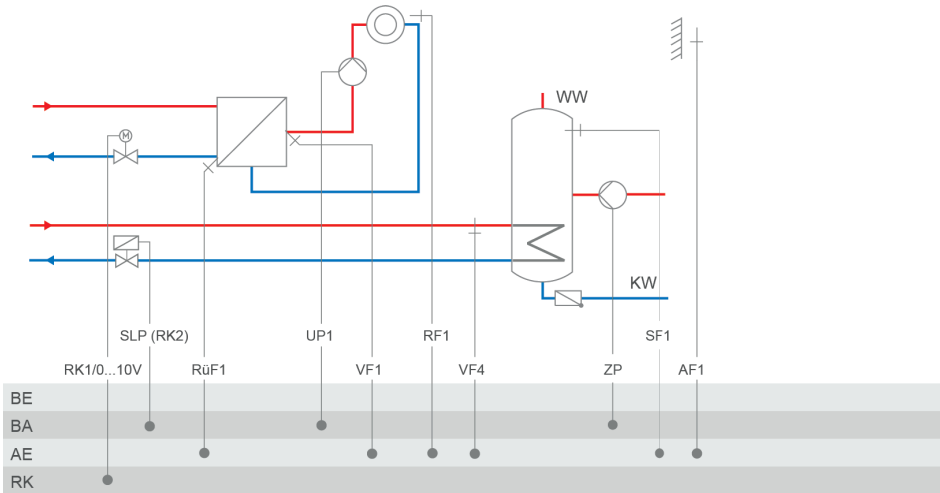 M
WW
KW
SLP (RK2) UP1 RF1 SF1
RK1/0...10V RüF1 VF1 VF4 ZP AF1
BE
BA
AE
RK